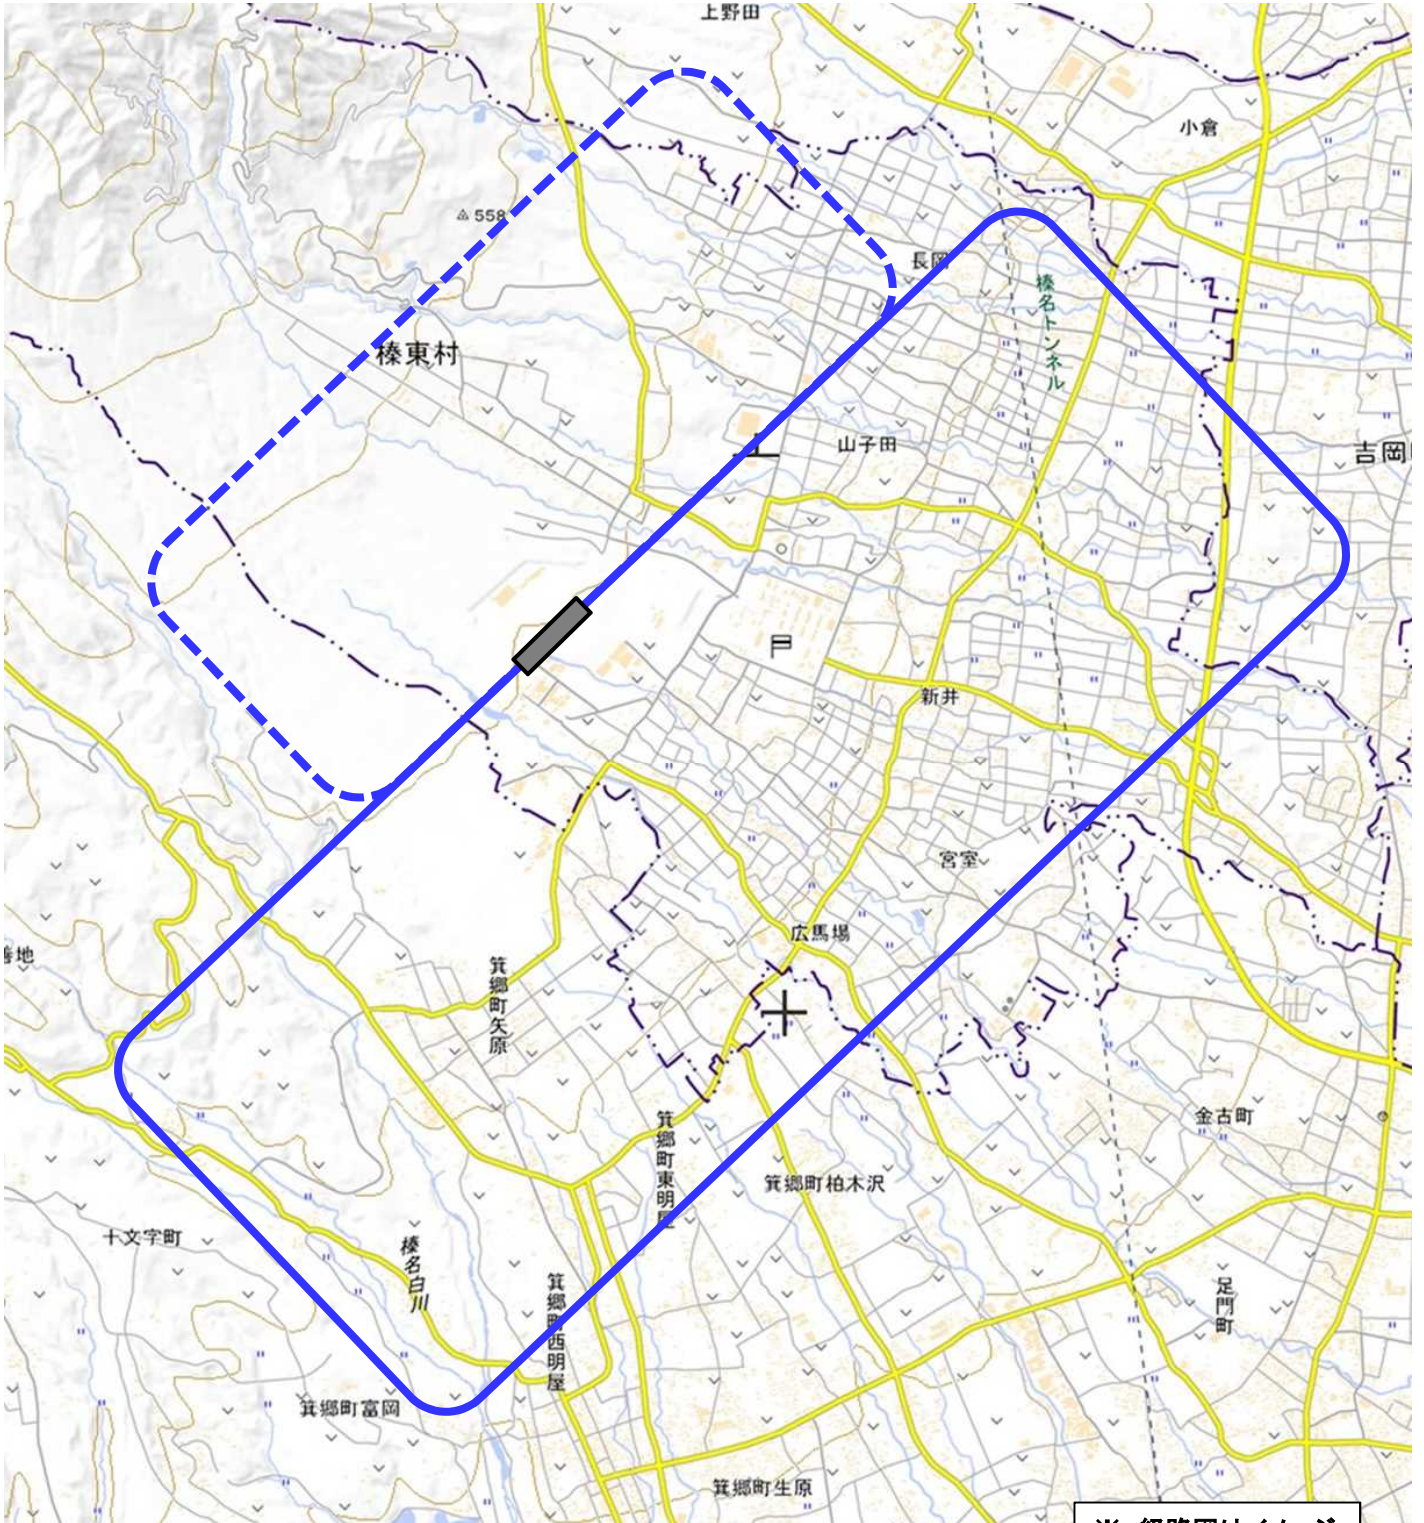 上野田
小倉
558
長岡
榛名トンネル
榛東村
山子田
吉岡
新井
宮室
広馬場
善地
箕郷町矢原
箕郷町東明屋
金古町
箕郷町柏木沢
十文字町
榛名白川
足門町
箕郷町西明屋
箕郷町富岡
箕郷町生原